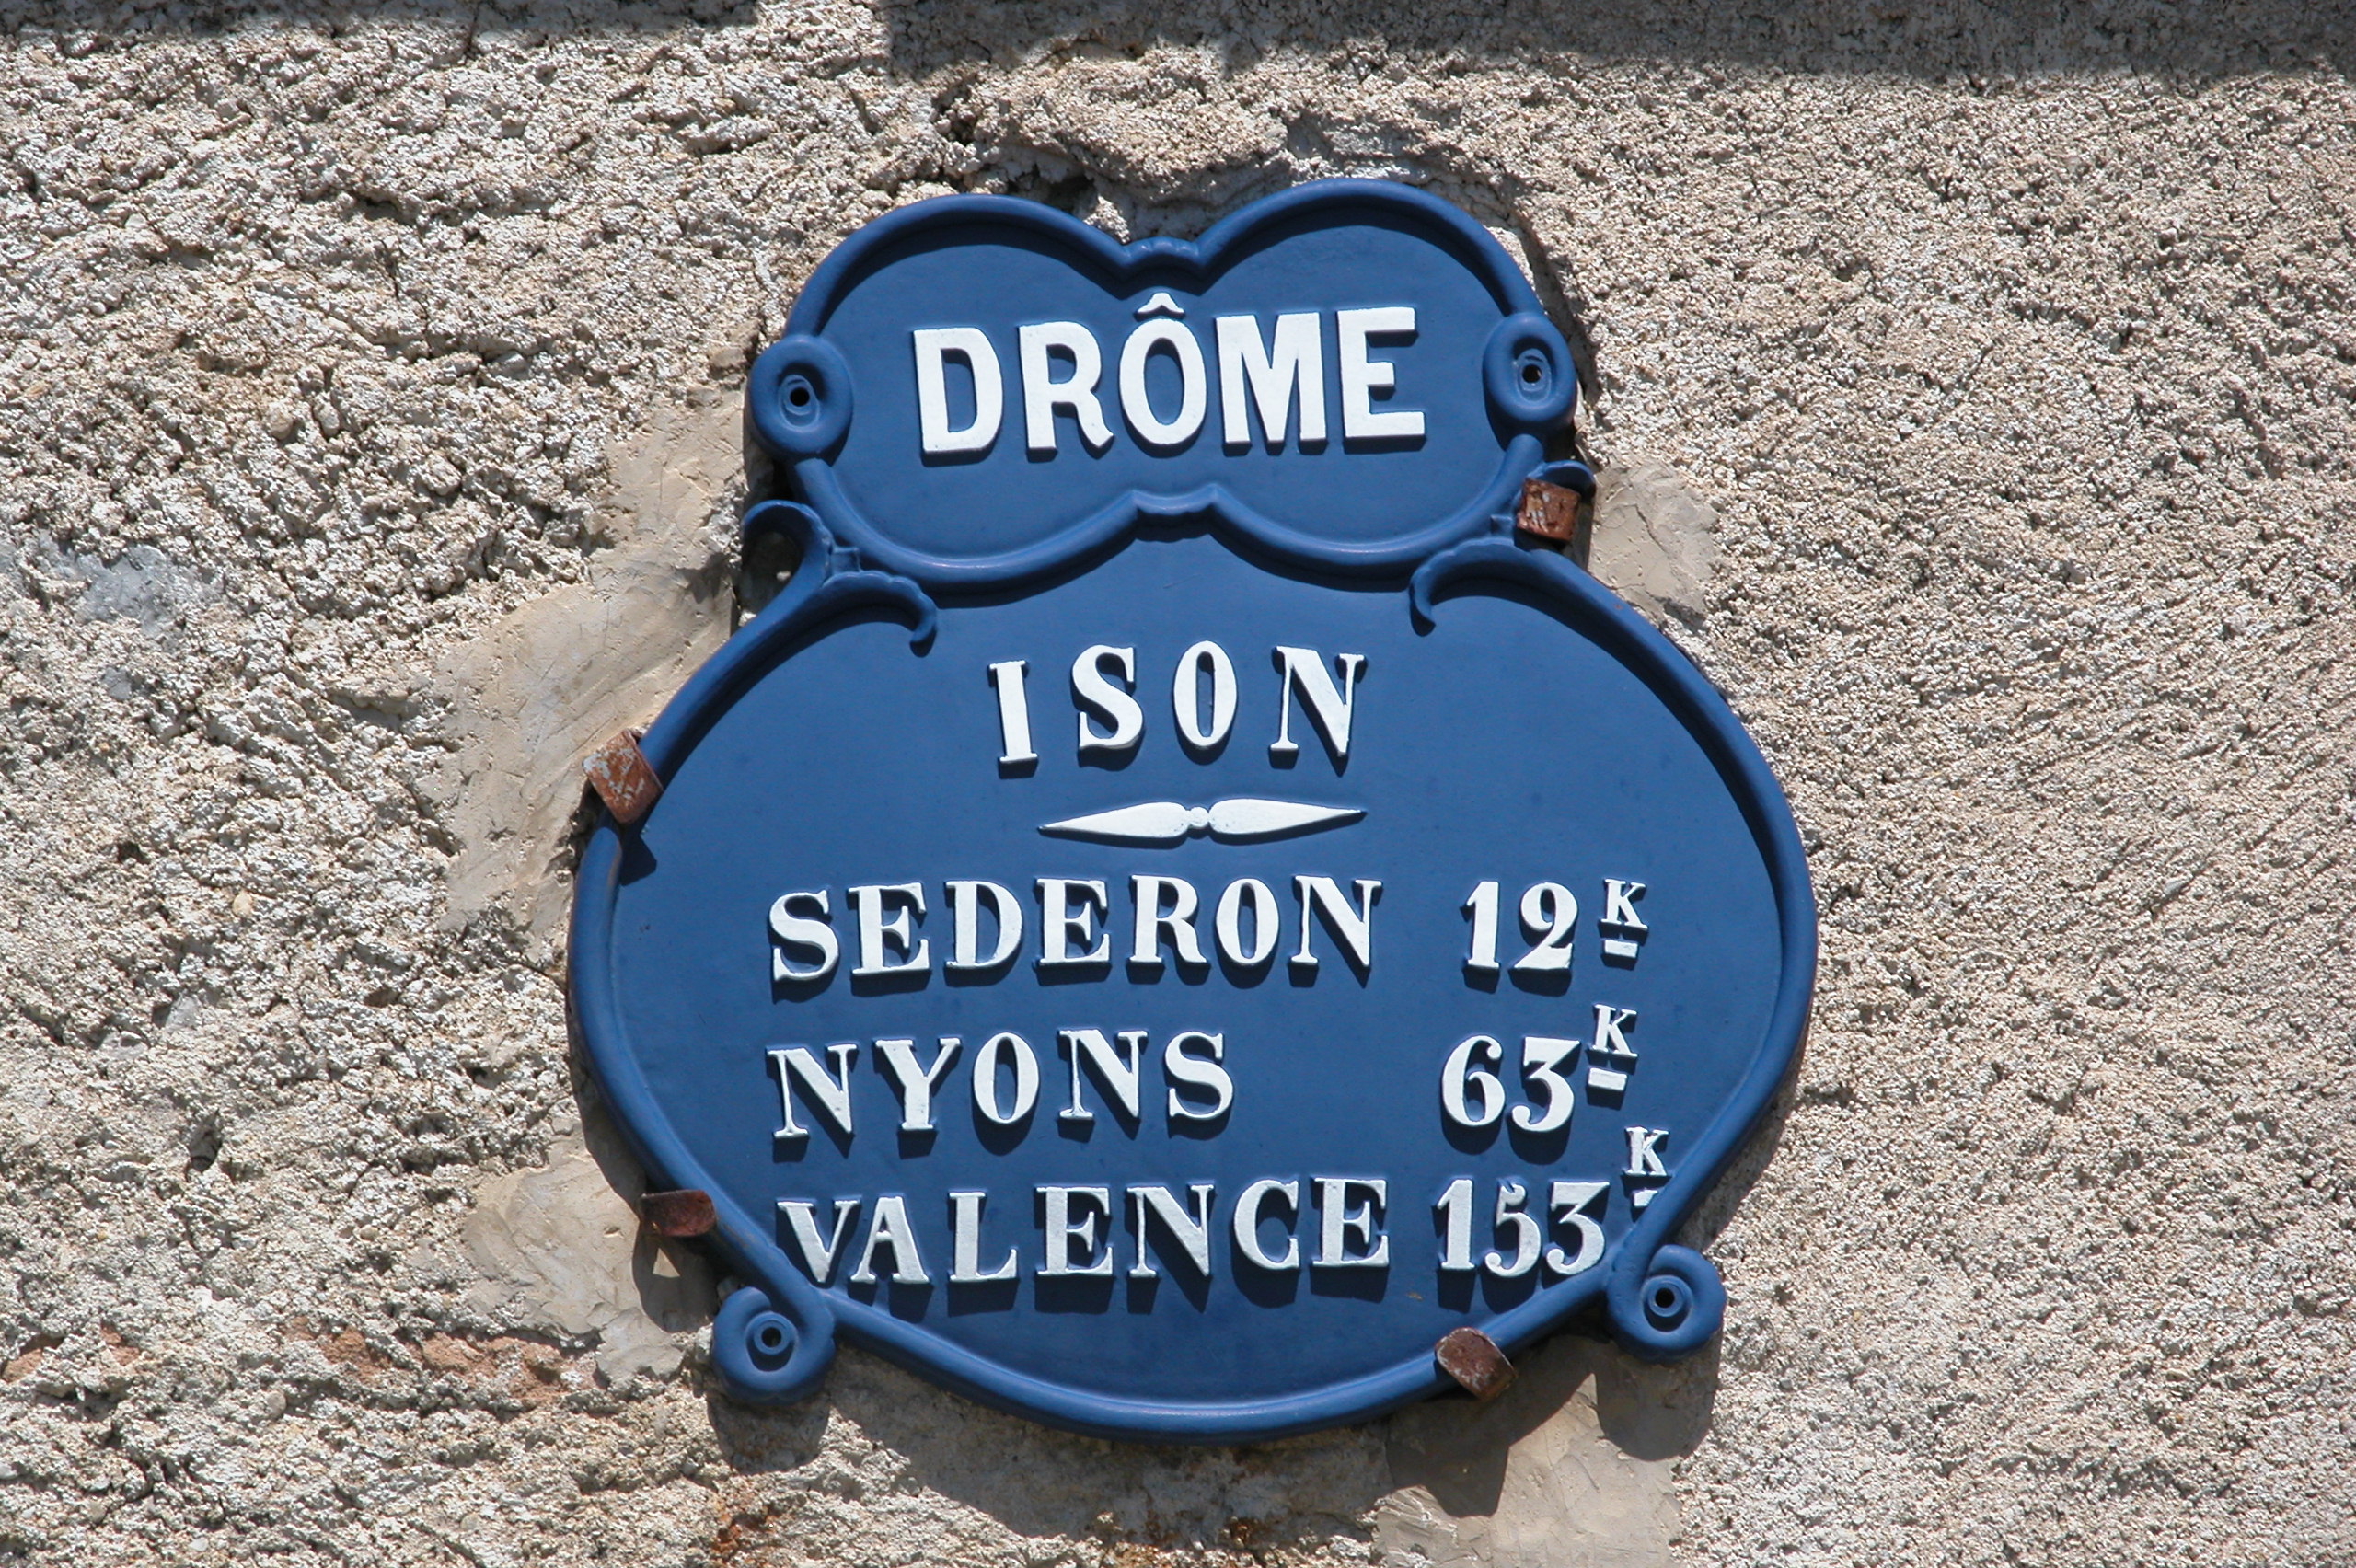 DRÔME
ISON
SEDERON 12K
NYONS 63K
VALENCE 153K